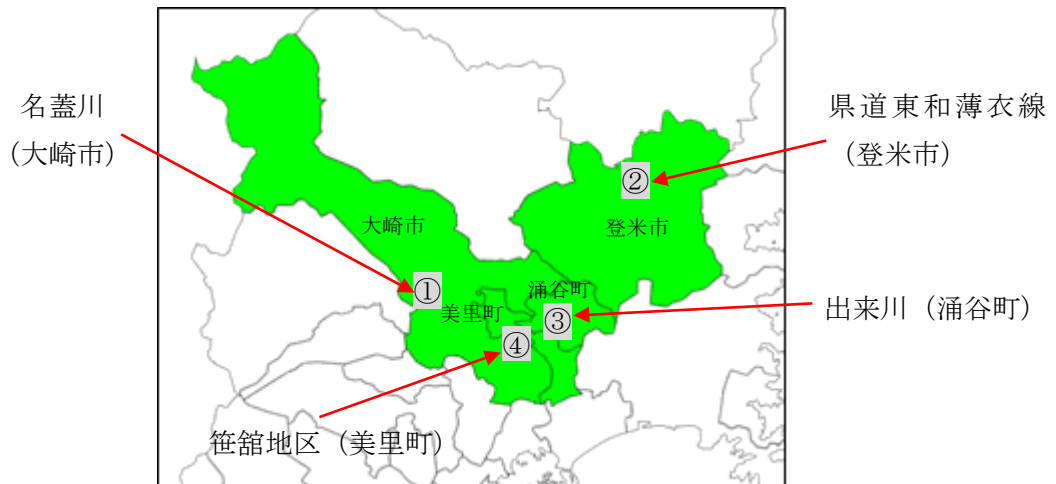 名蓋川
（大崎市）
県道東和薄衣線
（登米市）
②
大崎市
登米市
①
涌谷町
美里町
③
出来川（涌谷町）
④
笹舘地区（美里町）